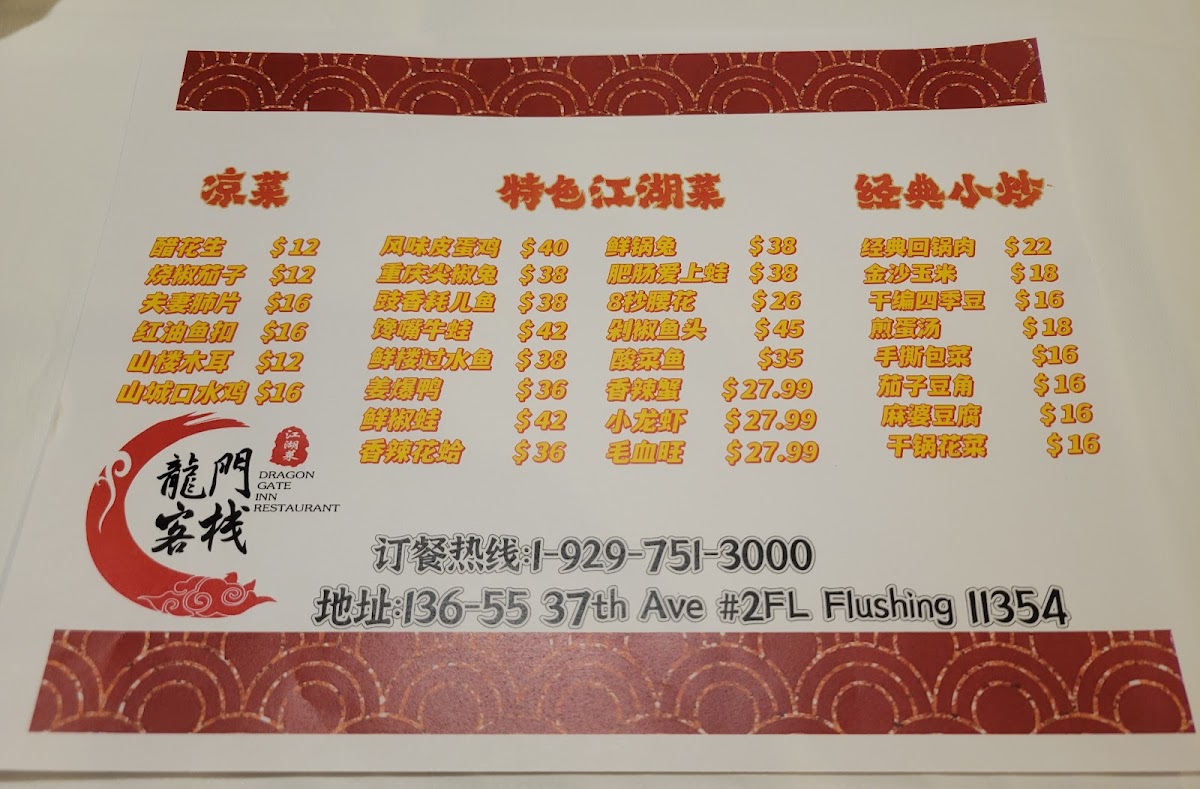 凉菜
醋花生 $12
烧椒茄子 $12
夫妻肺片 $16
红油鱼扣 $16
山楼木耳 $12
山城口水鸡 $16
特色江湖菜
风味皮蛋鸡 $40
重庆尖椒兔 $38
豉香耗儿鱼 $38
馋嘴牛蛙 $42
鲜楼过水鱼 $38
姜爆鸭 $36
鲜椒蛙 $42
香辣花蛤 $36
鲜锅兔 $38
肥肠爱上蛙 $38
8秒腰花 $26
剁椒鱼头 $45
酸菜鱼 $35
香辣蟹 $27.99
小龙虾 $27.99
毛血旺 $27.99
经典小炒
经典回锅肉 $22
金沙玉米 $18
干编四季豆 $16
煎蛋汤 $18
手撕包菜 $16
茄子豆角 $16
麻婆豆腐 $16
干锅花菜 $16
龍門
客栈
江湖菜
DRAGON
GATE
INN
RESTAURANT
订餐热线:1-929-751-3000
地址:136-55 37th Ave #2FL Flushing 11354